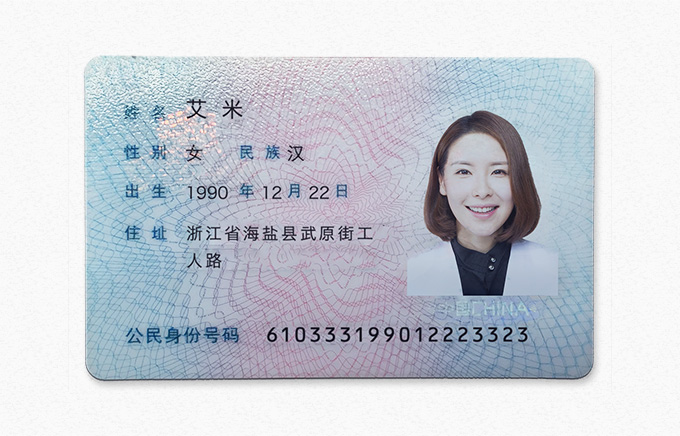 姓名 艾米
性别 女 民族 汉
出生 1990 年 12 月 22 日
住址 浙江省海盐县武原街工
人路
中国CHINA
公民身份号码 610333199012223323